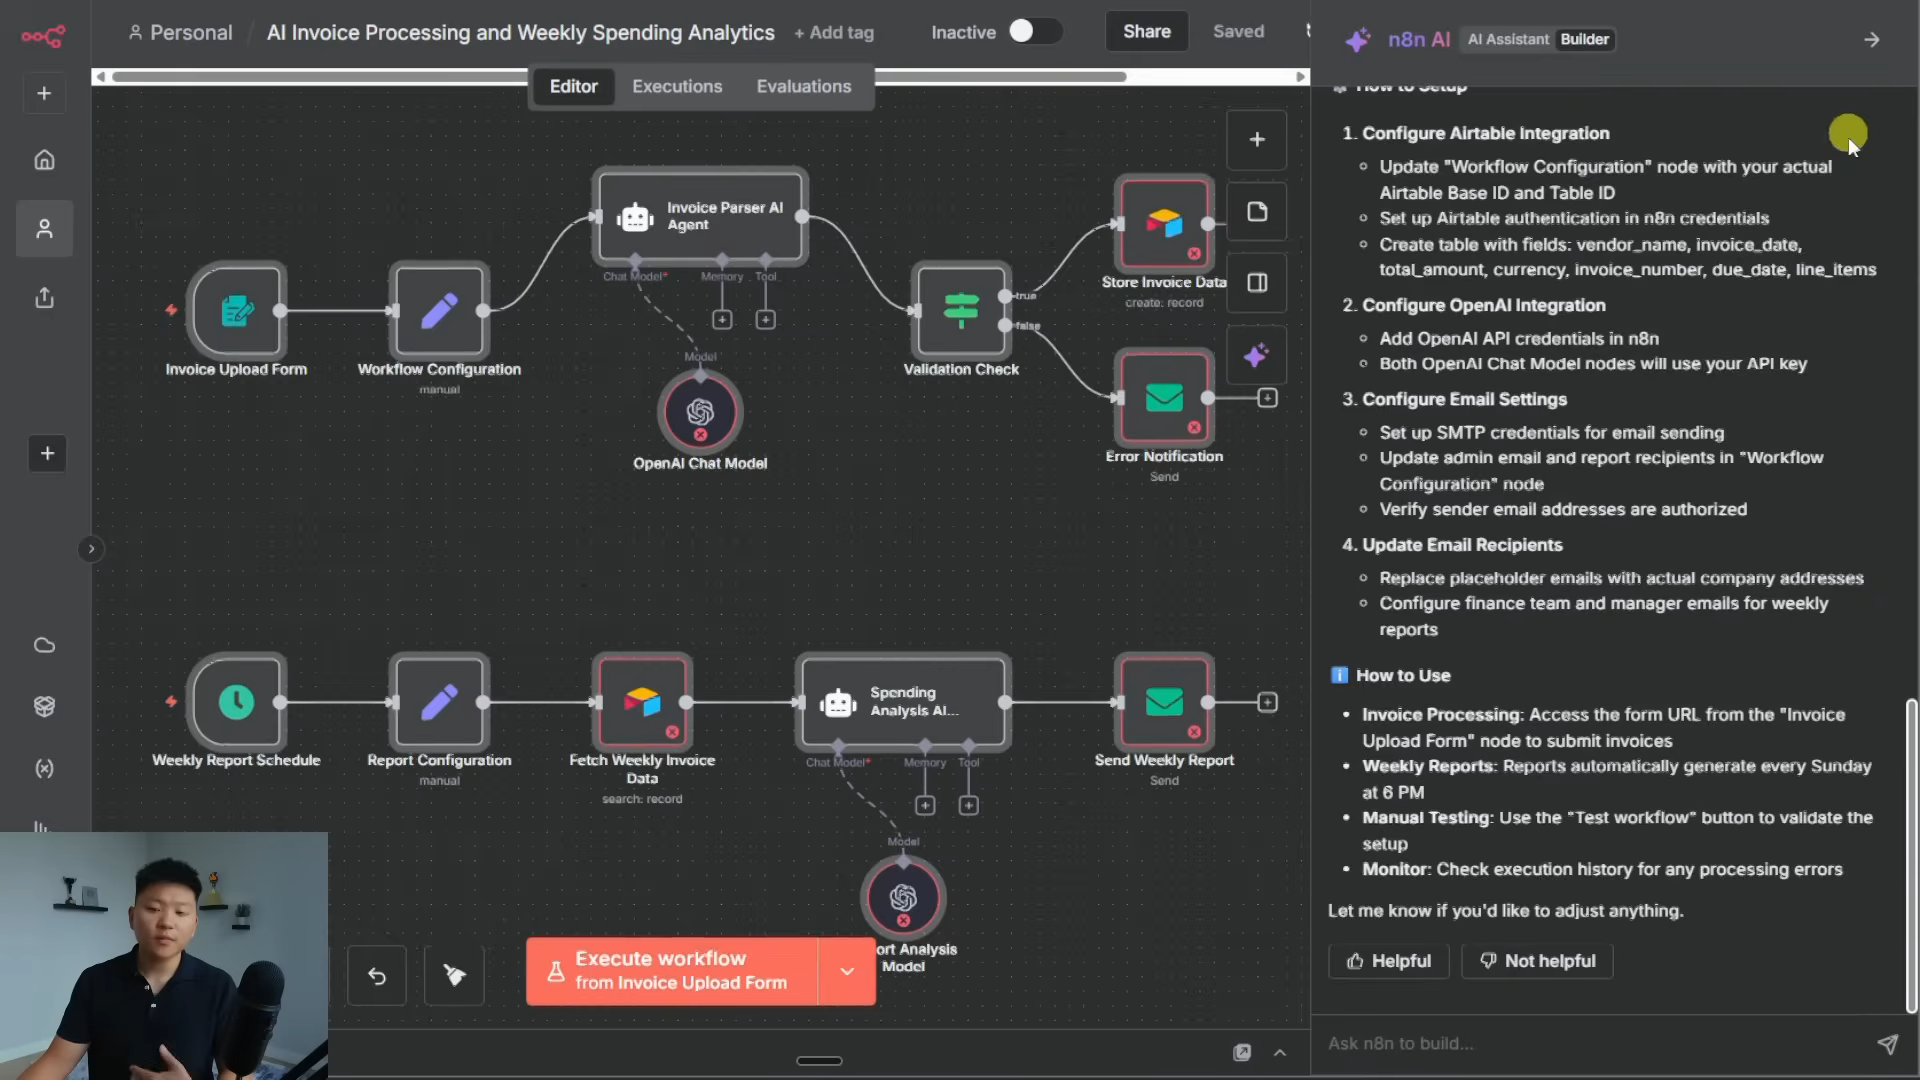 Personal / AI Invoice Processing and Weekly Spending Analytics + Add tag
Inactive
Share
Saved
Editor Executions Evaluations
Invoice Parser AI
Agent
Chat Model*
Memory
Tool
Invoice Upload Form
Workflow Configuration
manual
Model
OpenAI Chat Model
true
false
Validation Check
Store Invoice Data
create: record
Error Notification
Send
Weekly Report Schedule
Report Configuration
manual
Fetch Weekly Invoice
Data
search: record
Spending
Analysis AI...
Chat Model*
Memory
Tool
Model
ort Analysis
Model
Send Weekly Report
Send
Execute workflow
from Invoice Upload Form
n8n AI
AI Assistant Builder
How to Setup
1. Configure Airtable Integration
Update "Workflow Configuration" node with your actual
Airtable Base ID and Table ID
Set up Airtable authentication in n8n credentials
Create table with fields: vendor_name, invoice_date,
total_amount, currency, invoice_number, due_date, line_items
2. Configure OpenAI Integration
Add OpenAI API credentials in n8n
Both OpenAI Chat Model nodes will use your API key
3. Configure Email Settings
Set up SMTP credentials for email sending
Update admin email and report recipients in "Workflow
Configuration" node
Verify sender email addresses are authorized
4. Update Email Recipients
Replace placeholder emails with actual company addresses
Configure finance team and manager emails for weekly
reports
How to Use
Invoice Processing: Access the form URL from the "Invoice
Upload Form" node to submit invoices
Weekly Reports: Reports automatically generate every Sunday
at 6 PM
Manual Testing: Use the "Test workflow" button to validate the
setup
Monitor: Check execution history for any processing errors
Let me know if you'd like to adjust anything.
Helpful
Not helpful
Ask n8n to build...